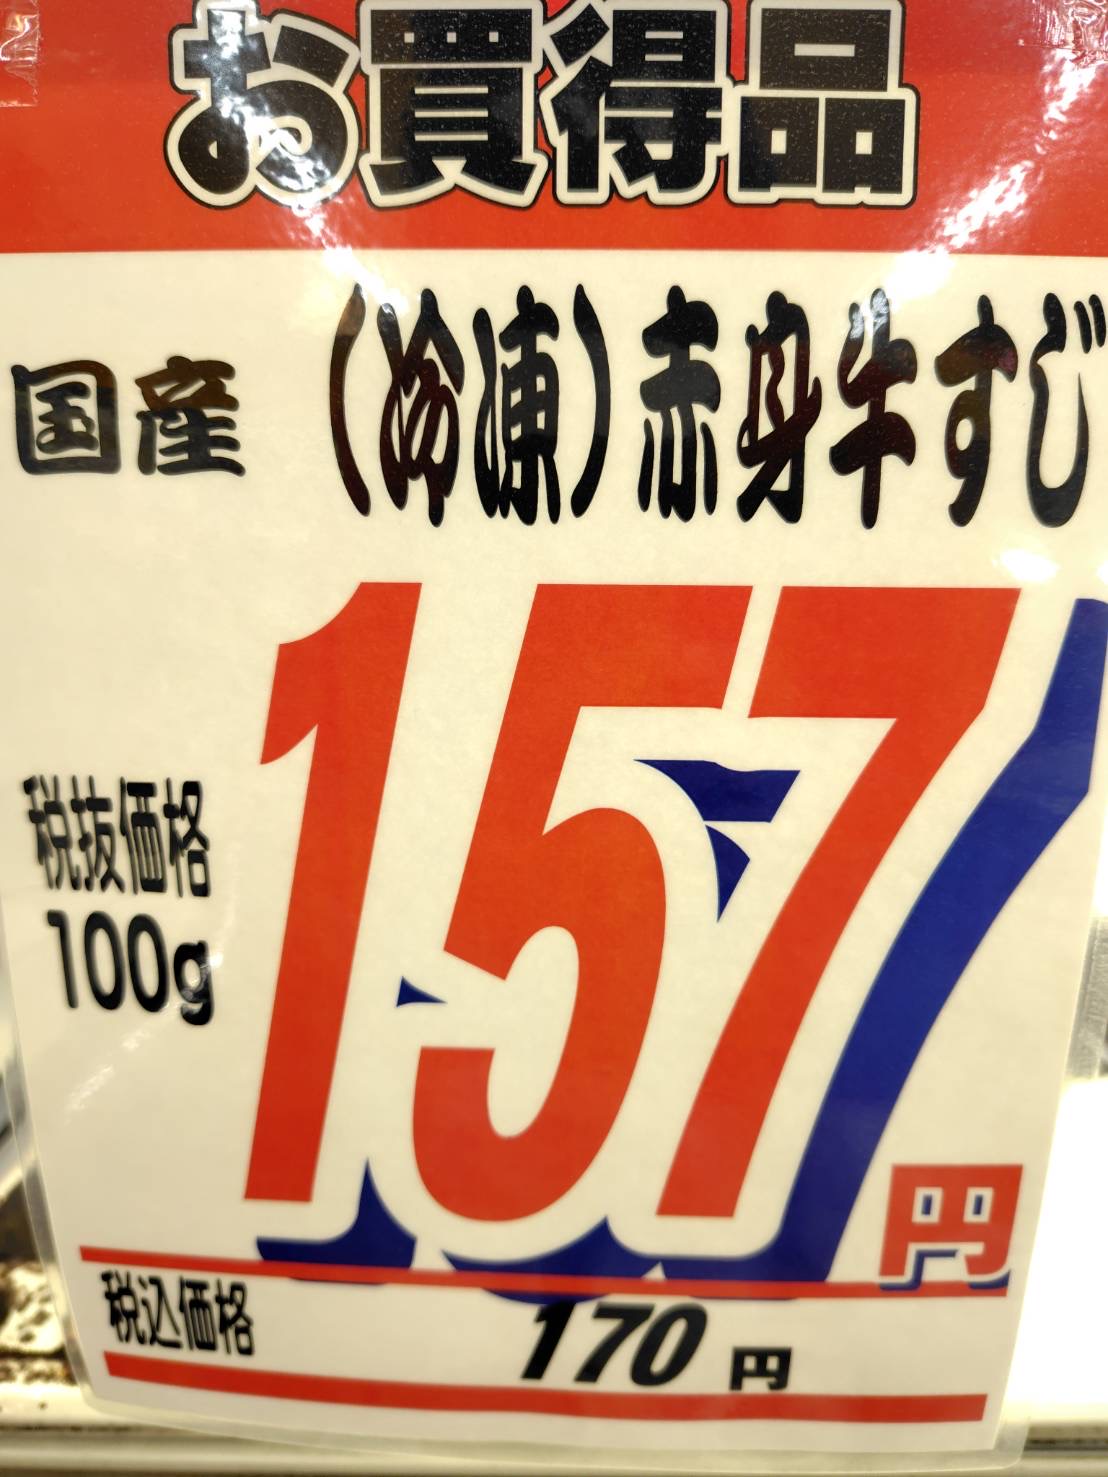 お買得品
国産 (冷凍)赤身牛すじ
税抜価格
100g
157円
税込価格 170円